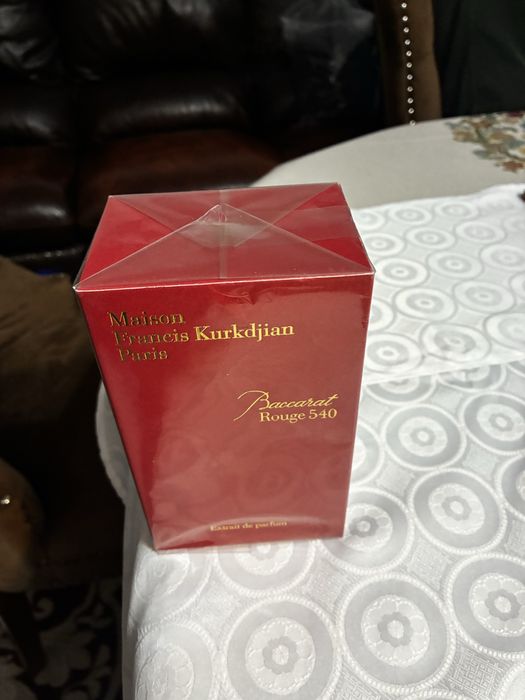 Maison
Francis Kurkdjian
Paris
Baccarat
Rouge 540
Extrait de parfum